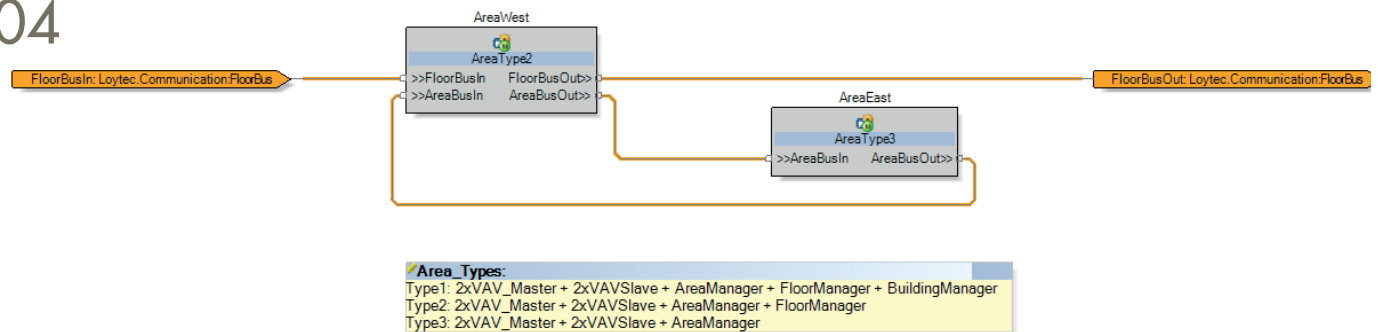 04
AreaWest
AreaType2
FloorBusIn: Loytec.Communication:FloorBus
>>FloorBusIn FloorBusOut>>
FloorBusOut: Loytec.Communication:FloorBus
>>AreaBusIn AreaBusOut>>
AreaEast
AreaType3
>>AreaBusIn AreaBusOut>>
Area_Types:
Type1: 2xVAV_Master + 2xVAVSlave + AreaManager + FloorManager + BuildingManager
Type2: 2xVAV_Master + 2xVAVSlave + AreaManager + FloorManager
Type3: 2xVAV_Master + 2xVAVSlave + AreaManager